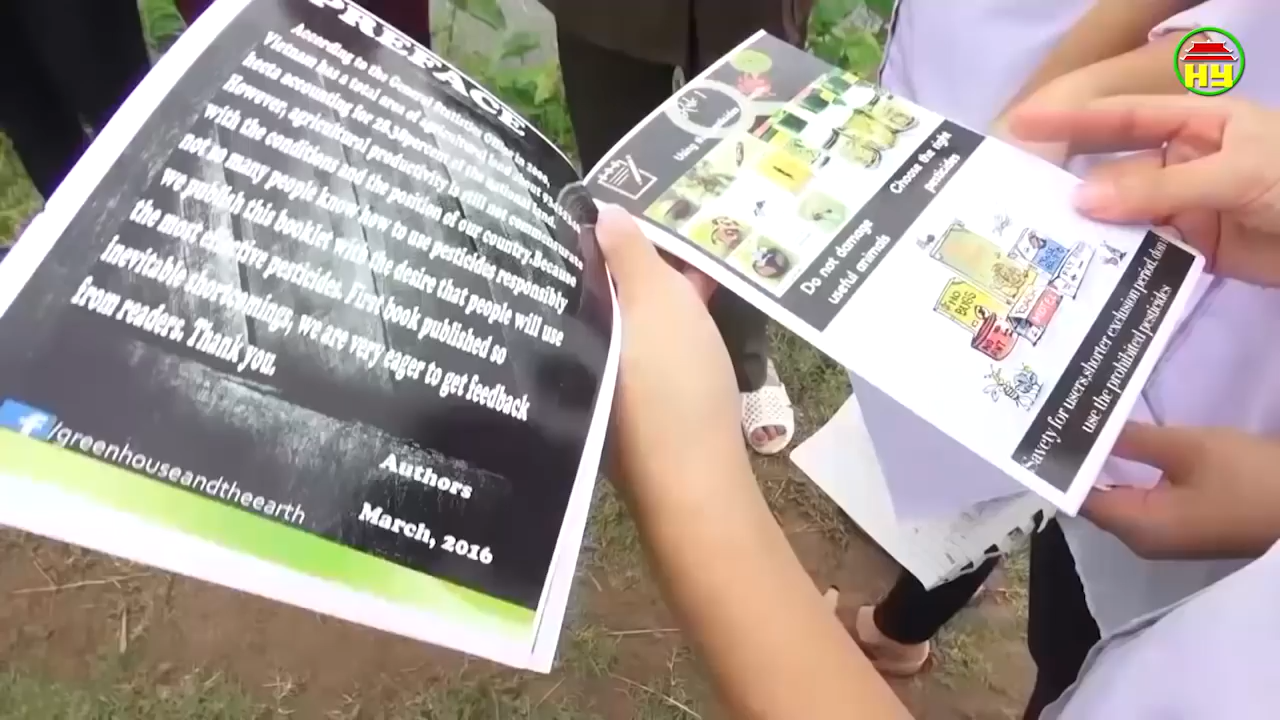 PREFACE
According to the General Statistics Office in 2009,
Vietnam has a total area of agricultural land about
hecta accounting for 28,38percent of the national land.
However, agricultural productivity is still not commensurate
with the conditions and the position of our country.Because
not so many people know how to use pesticides responsibly
we publish this booklet with the desire that people will use
the most effective pesticides. First book published so
inevitable shortcomings, we are very eager to get feedback
from readers. Thank you.
Authors
March, 2016
f /greenhouseandtheearth
Using
Choose the right
pesticides
Do not damage
useful animals
Savety for users,shorter exclusion period, don't
use the prohibited pesticides
HY